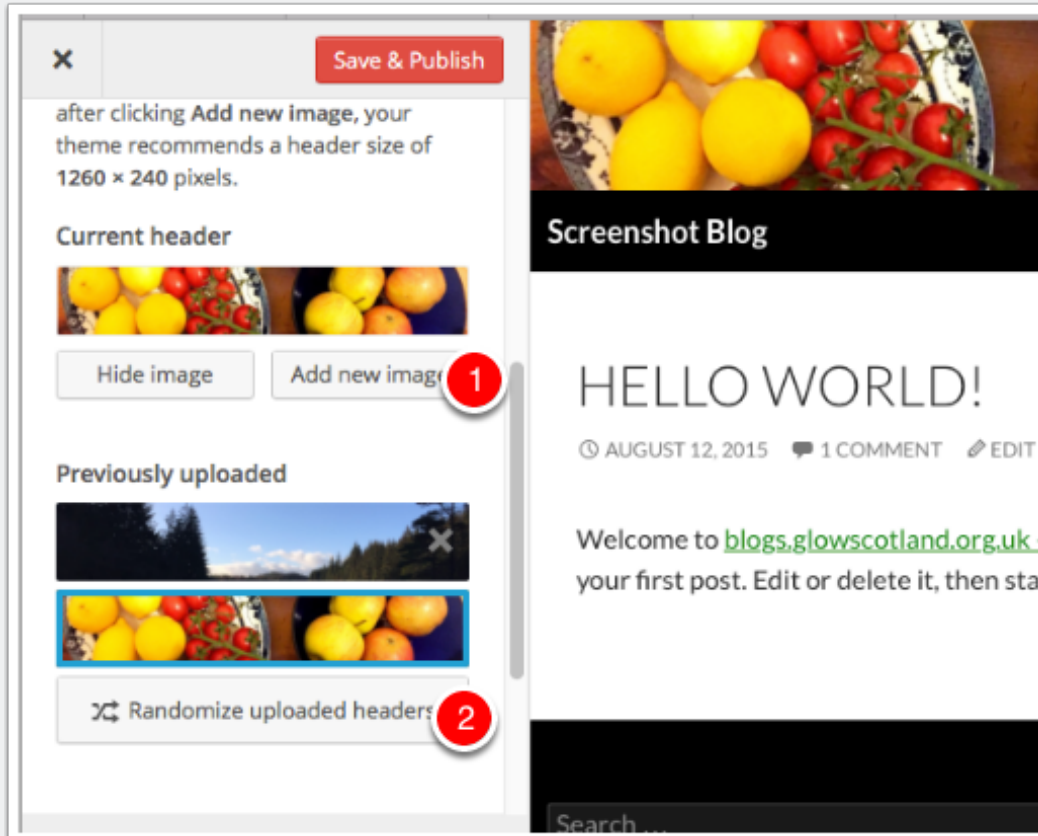 Save & Publish
after clicking Add new image, your
theme recommends a header size of
1260 × 240 pixels.
Current header
Hide image
Add new image
1
Previously uploaded
Randomize uploaded headers
2
Screenshot Blog
HELLO WORLD!
AUGUST 12, 2015 1 COMMENT EDIT
Welcome to blogs.glowscotland.org.uk
your first post. Edit or delete it, then sta
Search ...